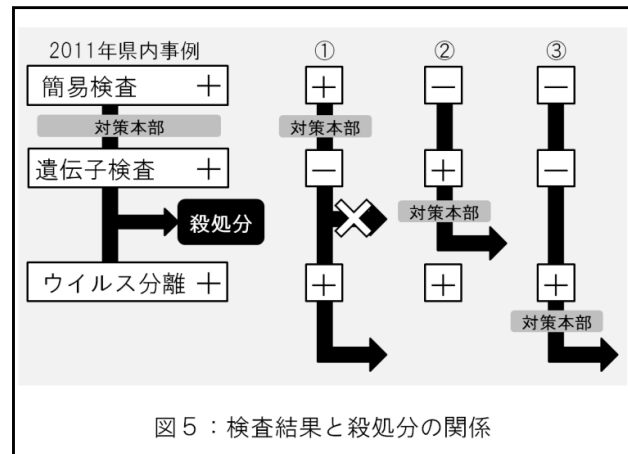 2011年県内事例 ① ② ③
簡易検査 ＋ ＋ － －
対策本部 対策本部
遺伝子検査 ＋ － ＋ －
対策本部
殺処分
ウイルス分離 ＋ ＋ ＋ ＋
対策本部
図５：検査結果と殺処分の関係